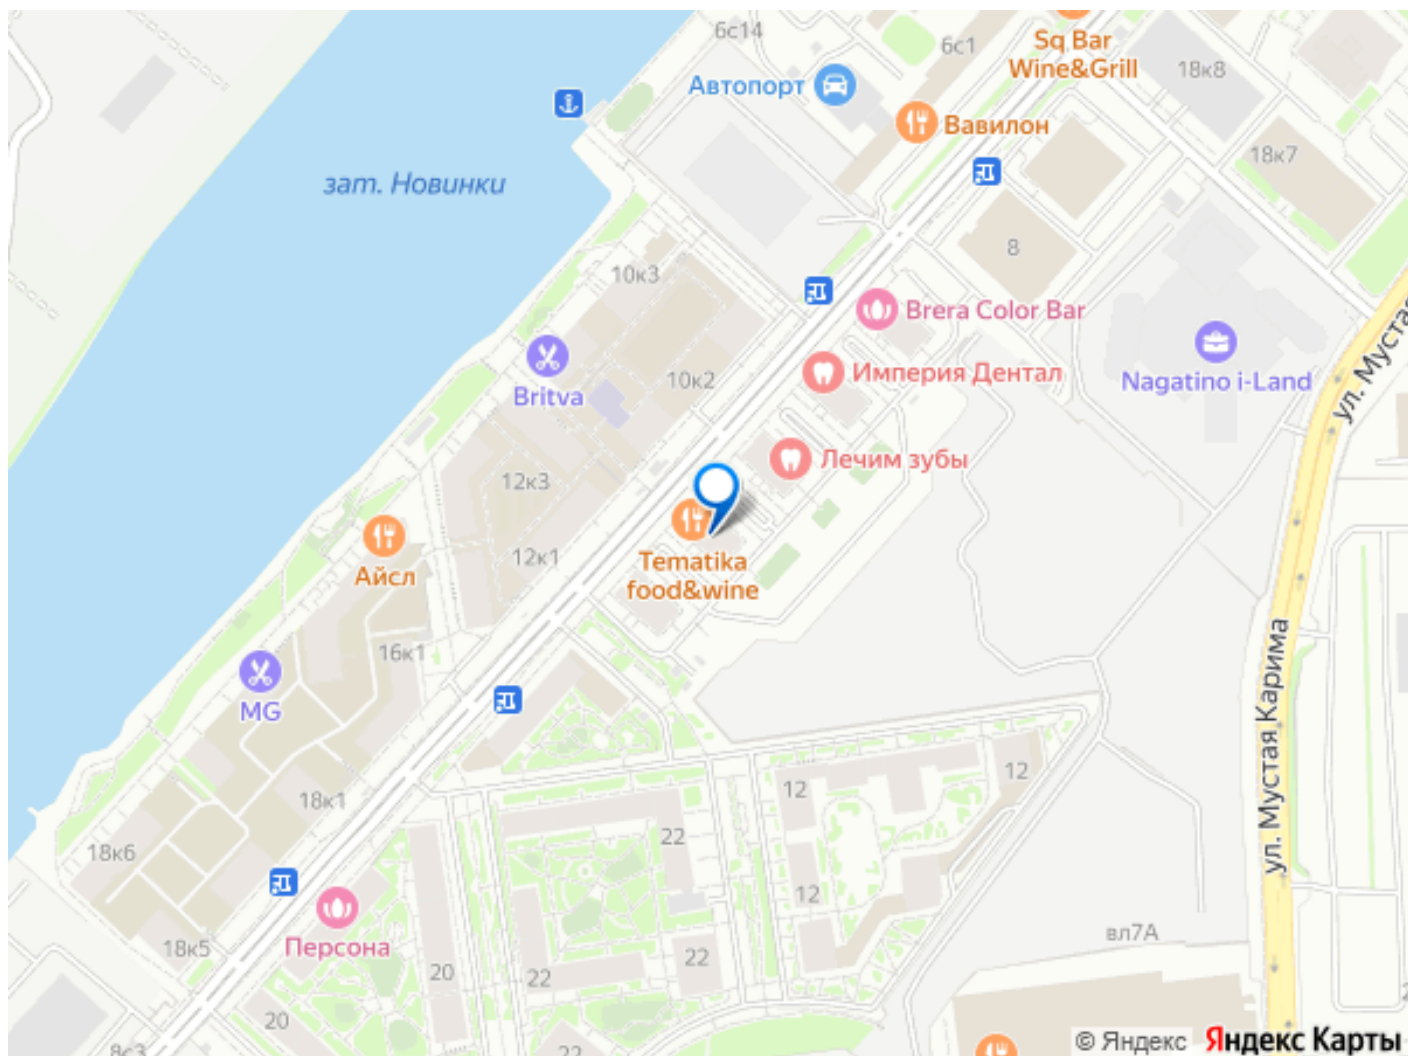 6с14
6с1
Sq Bar
Wine&Grill
18к8
Автопорт
Вавилон
18к7
зат. Новинки
8
10к3
Brera Color Bar
ул. Мустая
Nagatino i-Land
Империя Дентал
10к2
Britva
Лечим зубы
12к3
12к1
Айсл
Tematika
food&wine
16к1
MG
ул. Мустая Карима
18к1
12
12
22
18к6
12
Персона
18к5
20
22
22
вл7А
20
8с3
22
2
© Яндекс Яндекс Карты